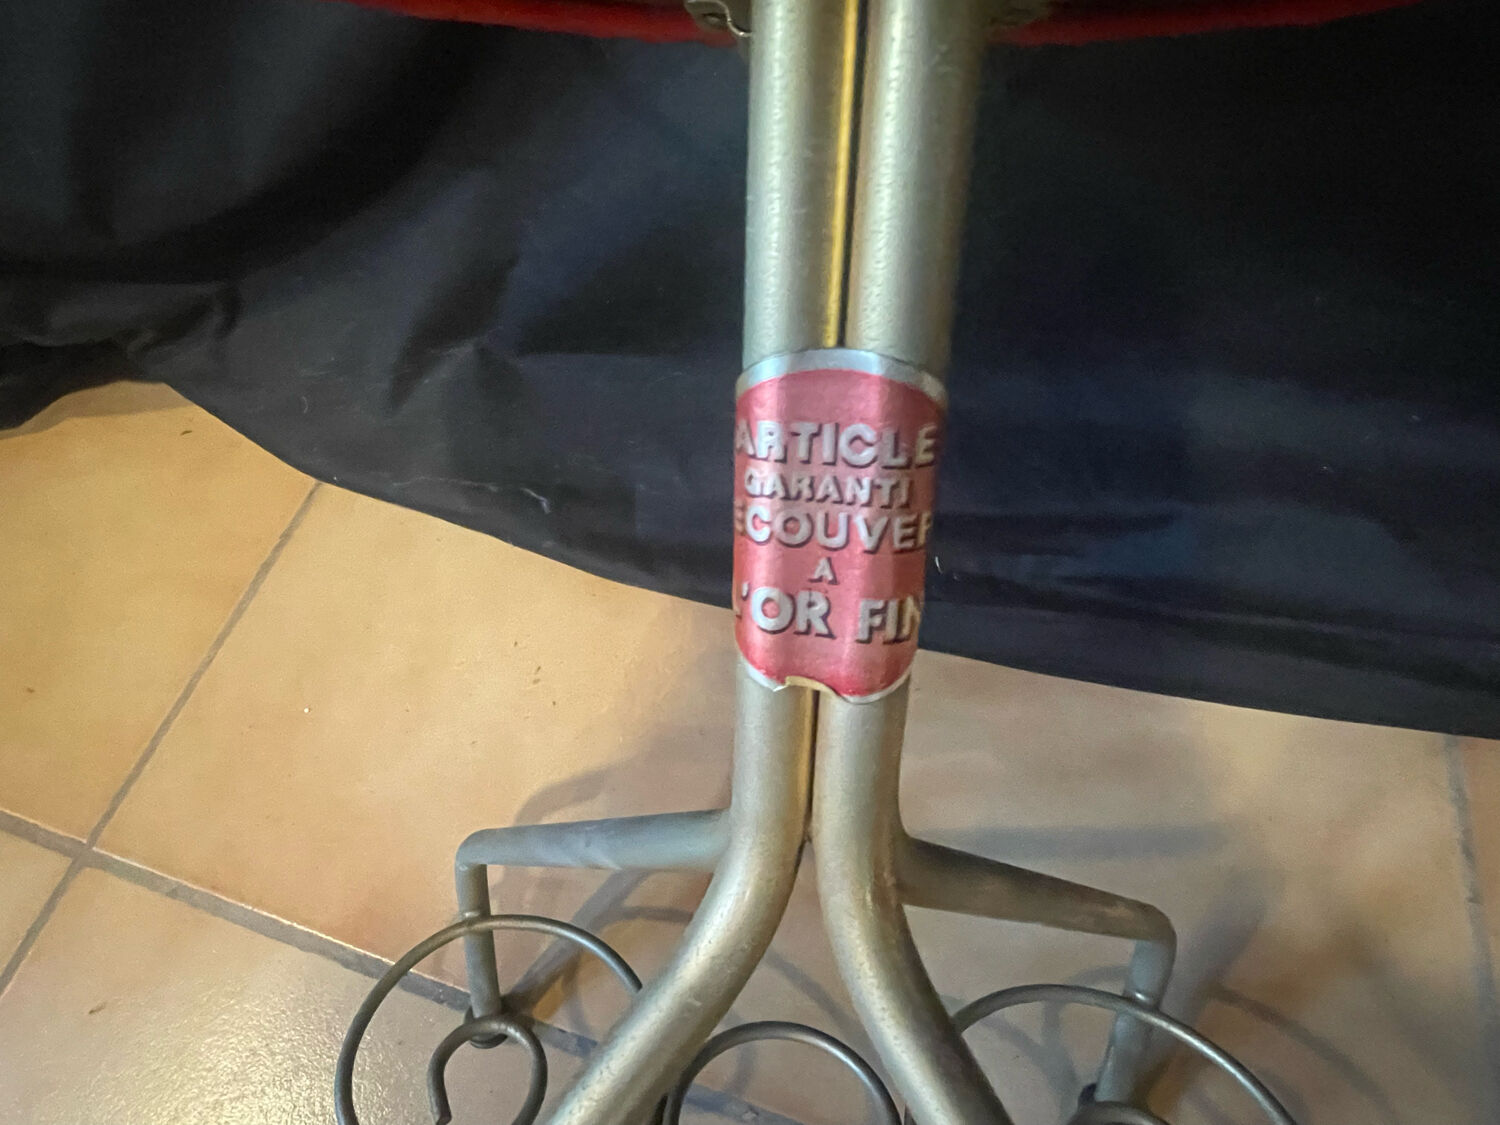 ARTICLE
GARANTI
ECOUVER
A
L'OR FIN